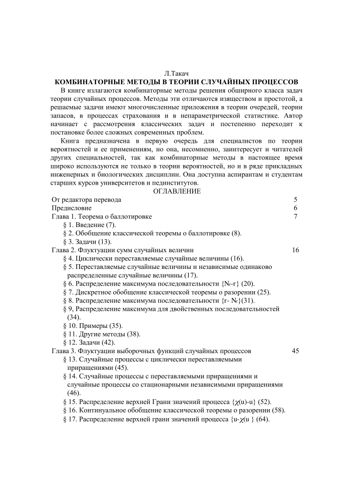 Л.Такач
КОМБИНАТОРНЫЕ МЕТОДЫ В ТЕОРИИ СЛУЧАЙНЫХ ПРОЦЕССОВ
В книге излагаются комбинаторные методы решения обширного класса задач
теории случайных процессов. Методы эти отличаются изяществом и простотой, а
решаемые задачи имеют многочисленные приложения в теории очередей, теории
запасов, в процессах страхования и в непараметрической статистике. Автор
начинает с рассмотрения классических задач и постепенно переходит к
постановке более сложных современных проблем.
Книга предназначена в первую очередь для специалистов по теории
вероятностей и ее применениям, но она, несомненно, заинтересует и читателей
других специальностей, так как комбинаторные методы в настоящее время
широко используются не только в теории вероятностей, но и в ряде прикладных
инженерных и биологических дисциплин. Она доступна аспирантам и студентам
старших курсов университетов и пединститутов.
ОГЛАВЛЕНИЕ
От редактора перевода 5
Предисловие 6
Глава 1. Теорема о баллотировке 7
§ 1. Введение (7).
§ 2. Обобщение классической теоремы о баллотировке (8).
§ 3. Задачи (13).
Глава 2. Флуктуации сумм случайных величин 16
§ 4. Циклически переставляемые случайные величины (16).
§ 5. Переставляемые случайные величины и независимые одинаково
распределенные случайные величины (17).
§ 6. Распределение максимума последовательности {Nᵣ-r} (20).
§ 7. Дискретное обобщение классической теоремы о разорении (25).
§ 8. Распределение максимума последовательности {r- Nᵣ}(31).
§ 9, Распределение максимума для двойственных последовательностей
(34).
§ 10. Примеры (35).
§ 11. Другие методы (38).
§ 12. Задачи (42).
Глава 3. Флуктуации выборочных функций случайных процессов 45
§ 13. Случайные процессы с циклически переставляемыми
приращениями (45).
§ 14. Случайные процессы с переставляемыми приращениями и
случайные процессы со стационарными независимыми приращениями
(46).
§ 15. Распределение верхней Грани значений процесса {χ(u)-u} (52).
§ 16. Континуальное обобщение классической теоремы о разорении (58).
§ 17. Распределение верхней грани значений процесса {u-χ(u } (64).